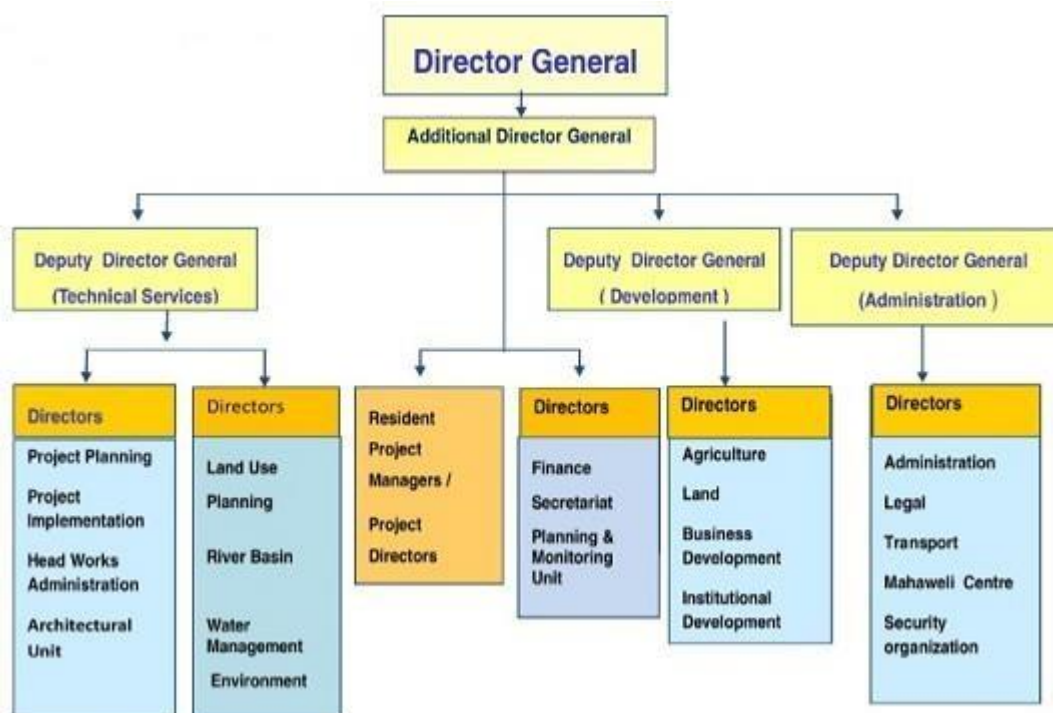 Director General
Additional Director General
Deputy Director General
(Technical Services)
Deputy Director General
( Development )
Deputy Director General
(Administration )
Directors
Project Planning
Project
Implementation
Head Works
Administration
Architectural
Unit
Directors
Land Use
Planning
River Basin
Water
Management
Environment
Resident
Project
Managers /
Project
Directors
Directors
Finance
Secretariat
Planning &
Monitoring
Unit
Directors
Agriculture
Land
Business
Development
Institutional
Development
Directors
Administration
Legal
Transport
Mahaweli Centre
Security
organization